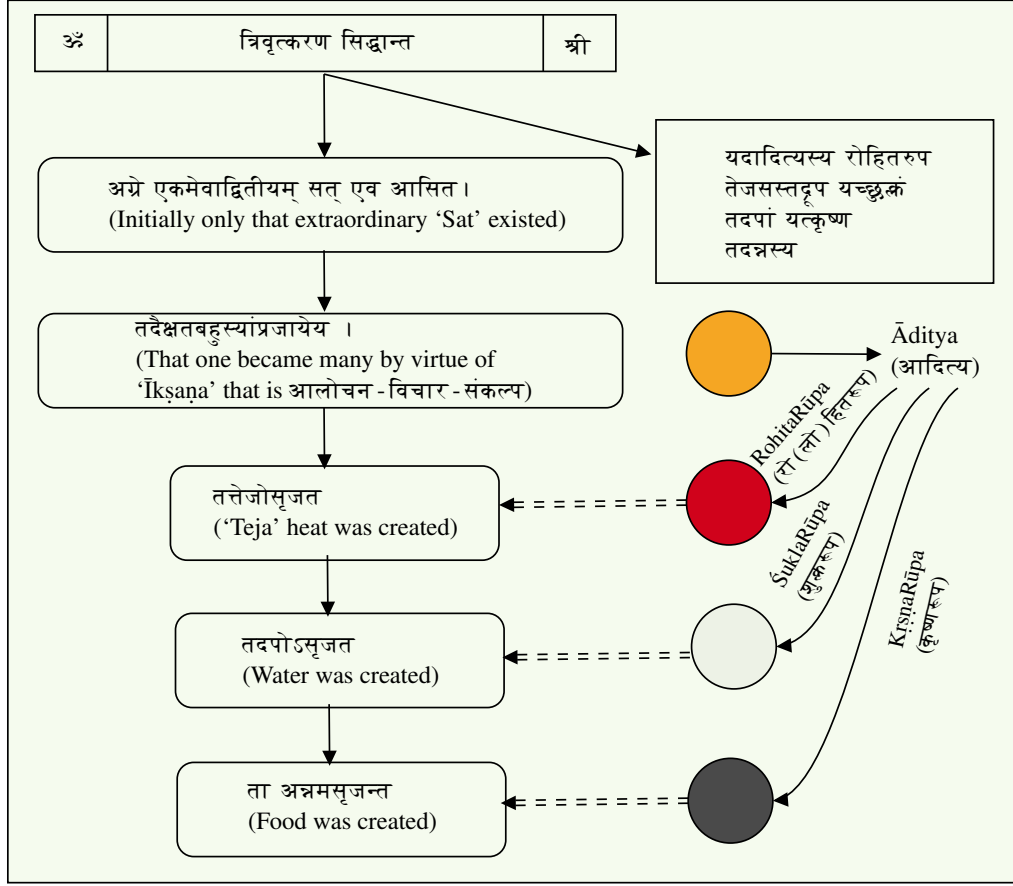 ॐ त्रिवृत्करण सिद्धान्त श्री
यदादित्यस्य रोहितरुप
तेजसस्तद्रूप यच्छुक्लं
तदपां यत्कृष्ण
तदन्नस्य
अग्रे एकमेवाद्वितीयम् सत् एव आसित।
(Initially only that extraordinary ‘Sat’ existed)
तदैक्षतबहुस्यांप्रजायेय ।
(That one became many by virtue of
‘Īkṣaṇa’ that is आलोचन - विचार - संकल्प)
Āditya
(आदित्य)
RohitaRūpa
(रो (लो) हितरूप)
तत्तेजोसृजत
(‘Teja’ heat was created)
ŚuklaRūpa
(शुक्लरूप)
KṛṣṇaRūpa
(कृष्णरूप)
तदपोऽसृजत
(Water was created)
ता अन्नमसृजन्त
(Food was created)